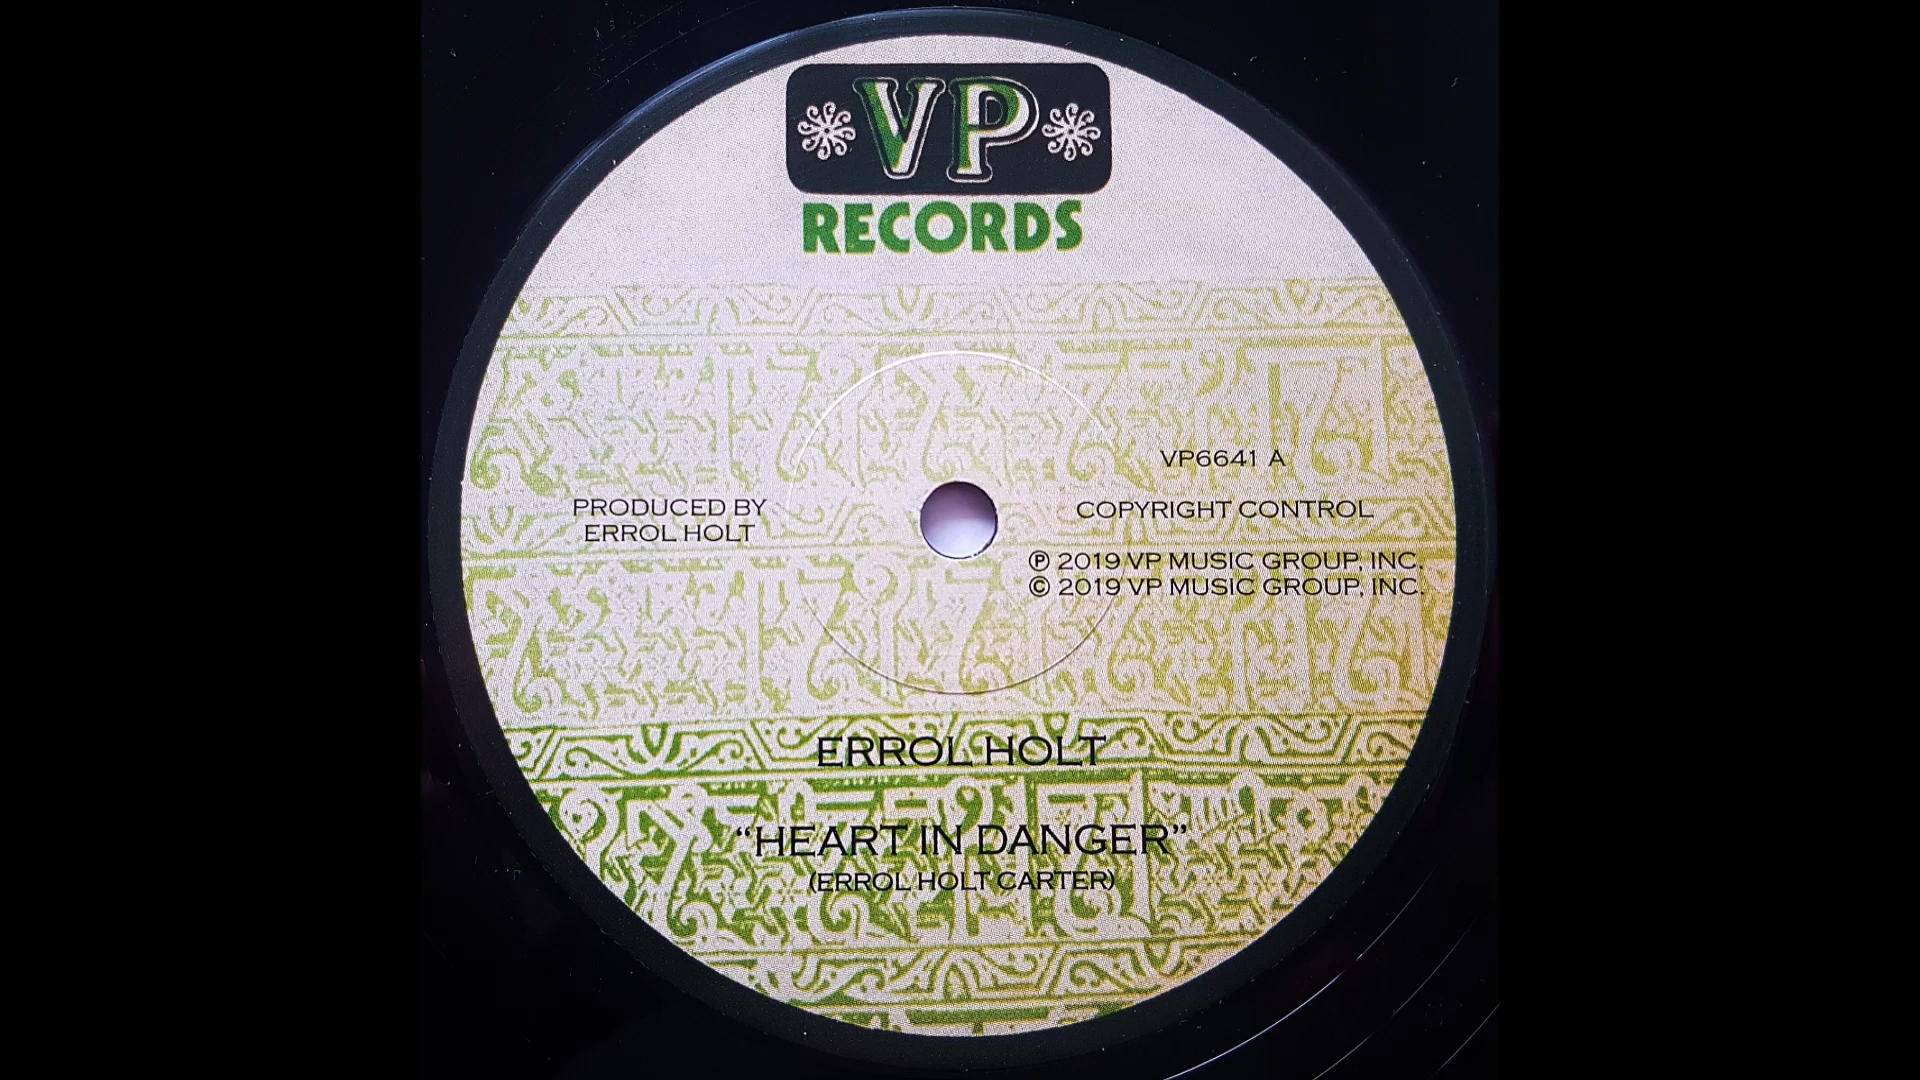 VP
RECORDS
VP6641 A
PRODUCED BY
ERROL HOLT
COPYRIGHT CONTROL
℗ 2019 VP MUSIC GROUP, INC.
© 2019 VP MUSIC GROUP, INC.
ERROL HOLT
“HEART IN DANGER”
(ERROL HOLT CARTER)